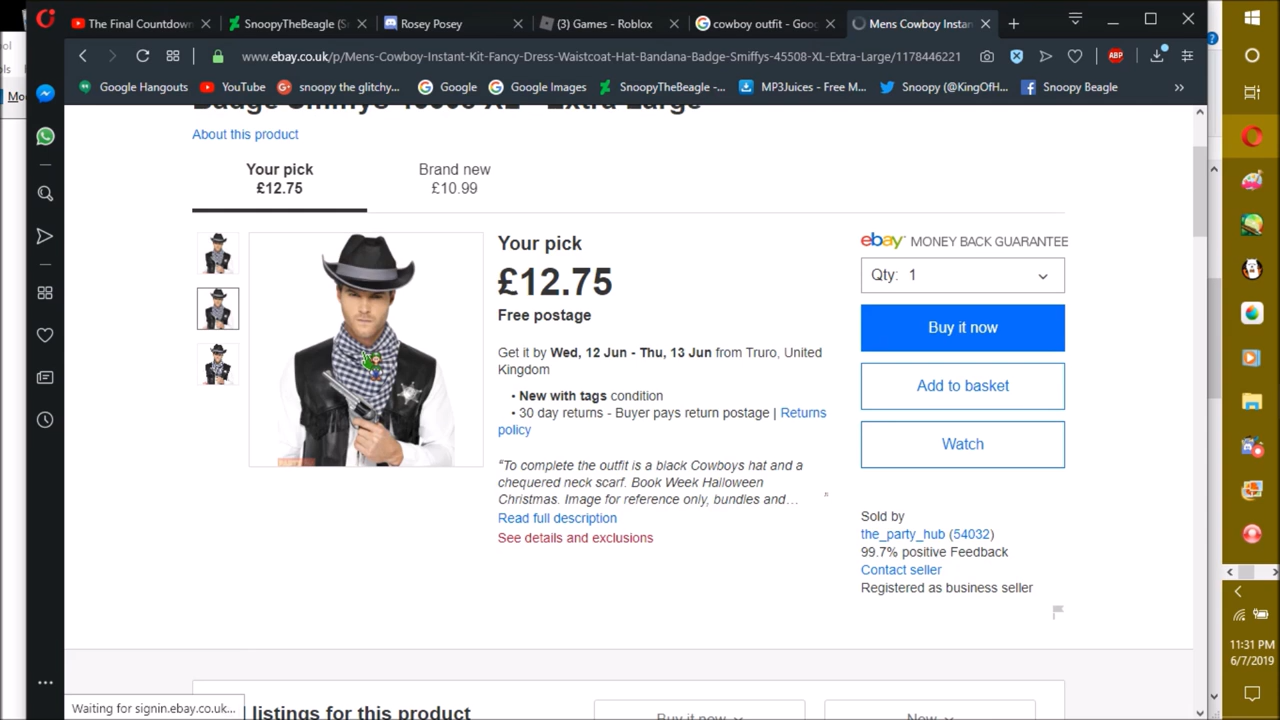 The Final Countdown
SnoopyTheBeagle (Sn
Rosey Posey
(3) Games - Roblox
cowboy outfit - Goo
Mens Cowboy Instan
www.ebay.co.uk/p/Mens-Cowboy-Instant-Kit-Fancy-Dress-Waistcoat-Hat-Bandana-Badge-Smiffys-45508-XL-Extra-Large/1178446221
ABP
Google Hangouts
YouTube
snoopy the glitchy...
Google
Google Images
SnoopyTheBeagle -...
MP3Juices - Free M...
Snoopy (@KingOfH...
Snoopy Beagle
About this product
Your pick
£12.75
Brand new
£10.99
Your pick
£12.75
Free postage
Get it by Wed, 12 Jun - Thu, 13 Jun from Truro, United
Kingdom
• New with tags condition
• 30 day returns - Buyer pays return postage | Returns
policy
“To complete the outfit is a black Cowboys hat and a
chequered neck scarf. Book Week Halloween
Christmas. Image for reference only, bundles and…
Read full description
See details and exclusions
ebay MONEY BACK GUARANTEE
Qty: 1
Buy it now
Add to basket
Watch
Sold by
the_party_hub (54032)
99.7% positive Feedback
Contact seller
Registered as business seller
listings for this product
Buy it now
New
Waiting for signin.ebay.co.uk...
11:31 PM
6/7/2019